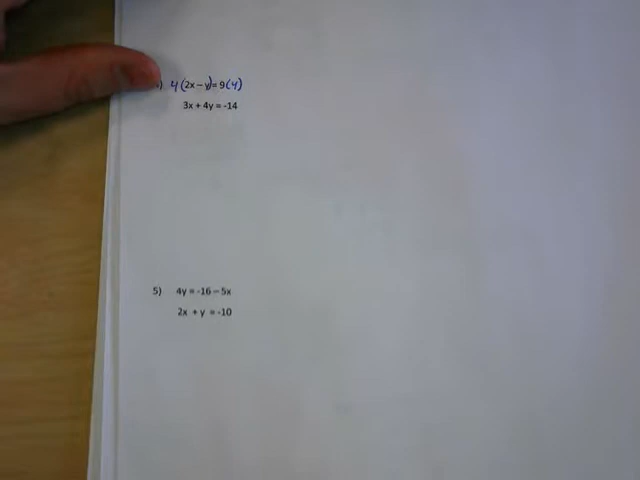 ) 4(2x – y) = 9(4)
3x + 4y = -14
5) 4y = -16 – 5x
2x + y = -10